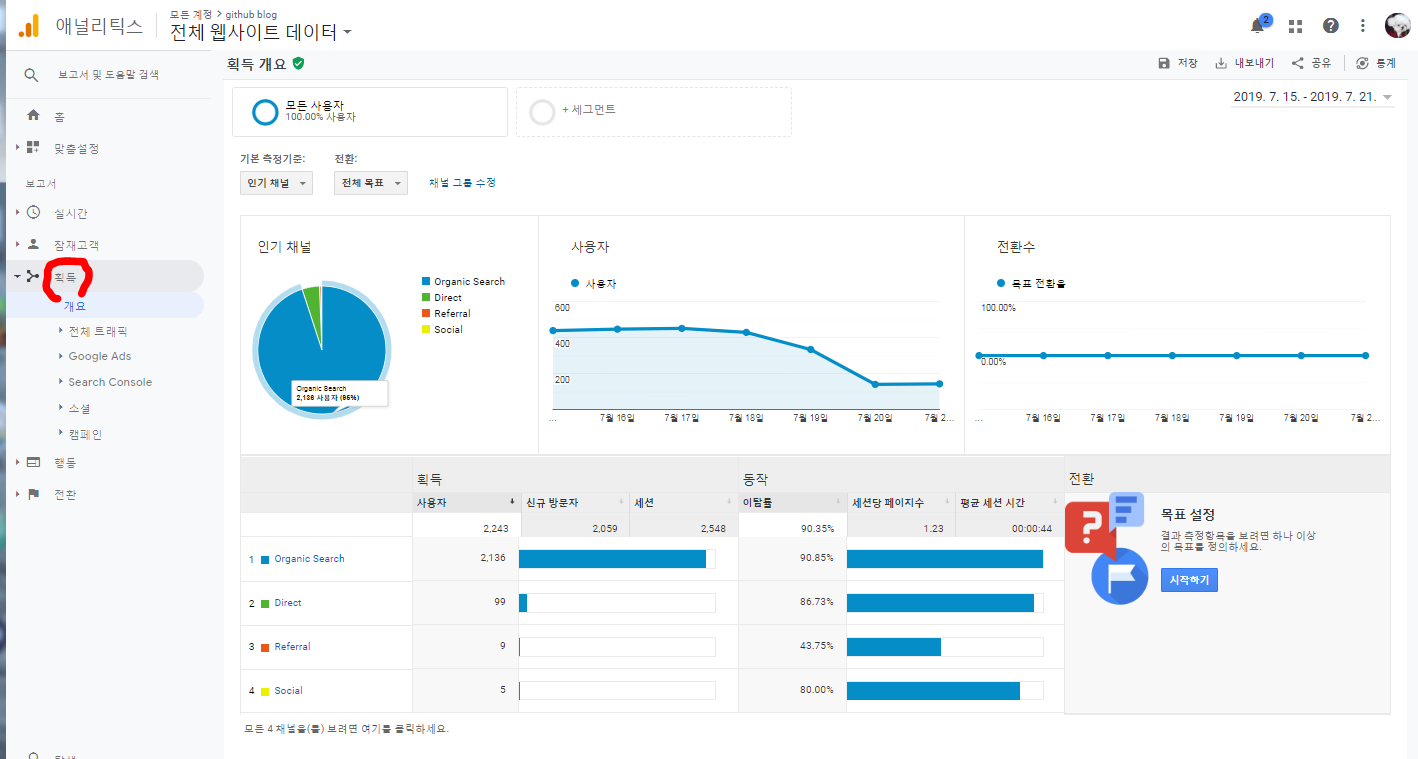 애널리틱스
모든 계정 > github blog
전체 웹사이트 데이터
2
보고서 및 도움말 검색
홈
맞춤설정
보고서
실시간
잠재고객
획득
개요
전체 트래픽
Google Ads
Search Console
소셜
캠페인
행동
전환
획득 개요
저장
내보내기
공유
통계
모든 사용자
100.00% 사용자
+ 세그먼트
2019. 7. 15. - 2019. 7. 21.
기본 측정기준:
전환:
인기 채널
전체 목표
채널 그룹 수정
인기 채널
Organic Search
Direct
Referral
Social
Organic Search
2,136 사용자 (95%)
사용자
사용자
600
400
200
...
7월 16일
7월 17일
7월 18일
7월 19일
7월 20일
7월 2...
전환수
목표 전환율
100.00%
0.00%
...
7월 16일
7월 17일
7월 18일
7월 19일
7월 20일
7월 2...
획득
동작
전환
사용자
신규 방문자
세션
이탈률
세션당 페이지수
평균 세션 시간
2,243
2,059
2,548
90.35%
1.23
00:00:44
1 Organic Search
2,136
90.85%
2 Direct
99
86.73%
3 Referral
9
43.75%
4 Social
5
80.00%
목표 설정
결과 측정항목을 보려면 하나 이상
의 목표를 정의하세요.
시작하기
모든 4 채널을(를) 보려면 여기를 클릭하세요.